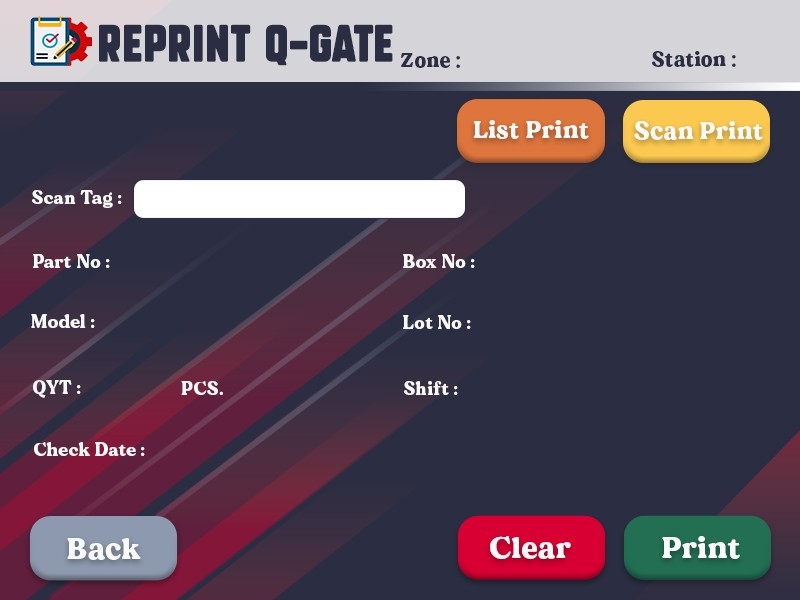 REPRINT Q-GATE Zone : Station :
List Print Scan Print
Scan Tag :
Part No : Box No :
Model : Lot No :
QYT : PCS. Shift :
Check Date :
Back Clear Print